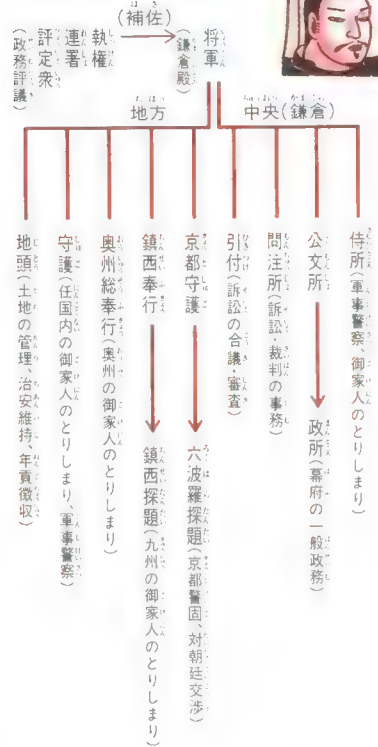 将軍
(鎌倉殿)
(補佐)
執権
連署
評定衆
(政務評議)
中央(鎌倉)
地方
侍所(軍事警察、御家人のとりしまり)
公文所
政所(幕府の一般政務)
問注所(訴訟・裁判の事務)
引付(訴訟の合議・審査)
京都守護
六波羅探題(京都警固、対朝廷交渉)
鎮西奉行
鎮西探題(九州の御家人のとりしまり)
奥州総奉行(奥州の御家人のとりしまり)
守護(任国内の御家人のとりしまり、軍事警察)
地頭(土地の管理、治安維持、年貢徴収)